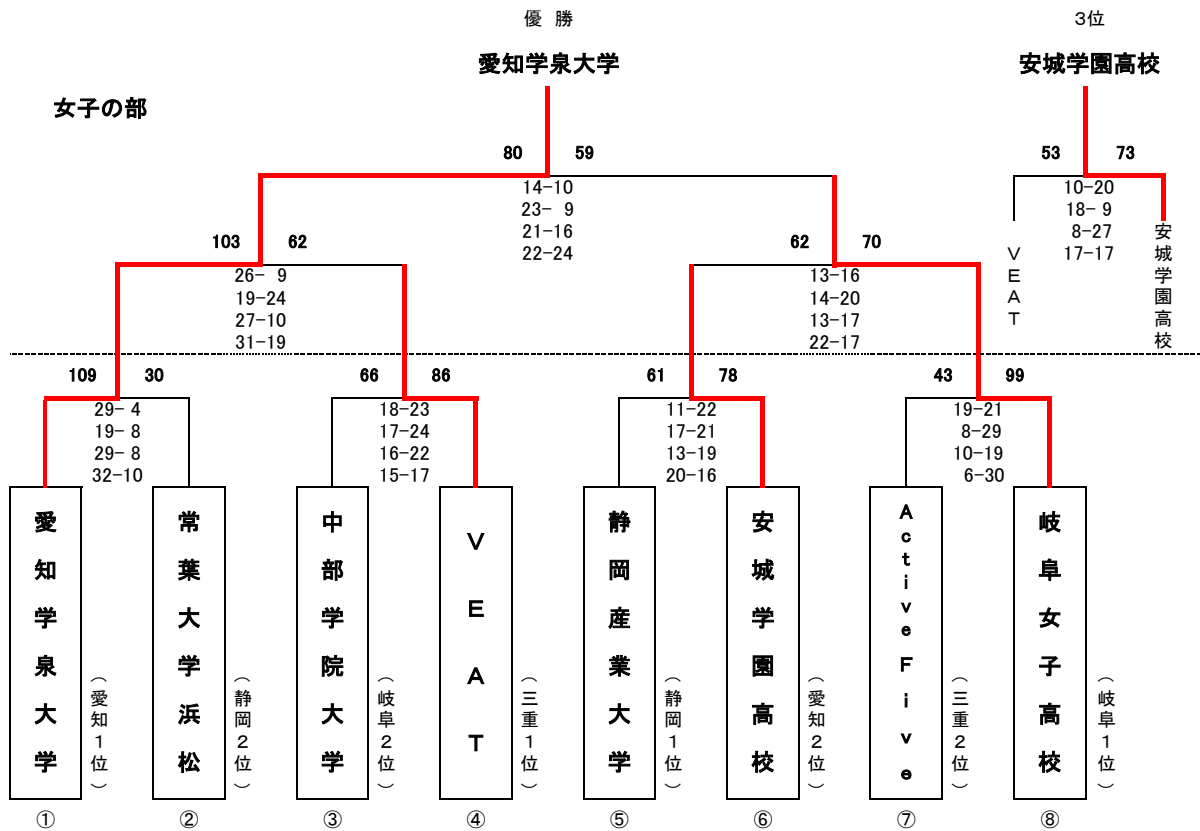 優 勝
3位
愛知学泉大学
安城学園高校
女子の部
80 59
53 73
14-10
23- 9
21-16
22-24
10-20
18- 9
8-27
17-17
VEAT
安城学園高校
103 62
62 70
26- 9
19-24
27-10
31-19
13-16
14-20
13-17
22-17
109 30
66 86
61 78
43 99
29- 4
19- 8
29- 8
32-10
18-23
17-24
16-22
15-17
11-22
17-21
13-19
20-16
19-21
8-29
10-19
6-30
愛知学泉大学
(愛知1位)
常葉大学浜松
(静岡2位)
中部学院大学
(岐阜2位)
VEAT
(三重1位)
静岡産業大学
(静岡1位)
安城学園高校
(愛知2位)
ActiveFive
(三重2位)
岐阜女子高校
(岐阜1位)
① ② ③ ④ ⑤ ⑥ ⑦ ⑧